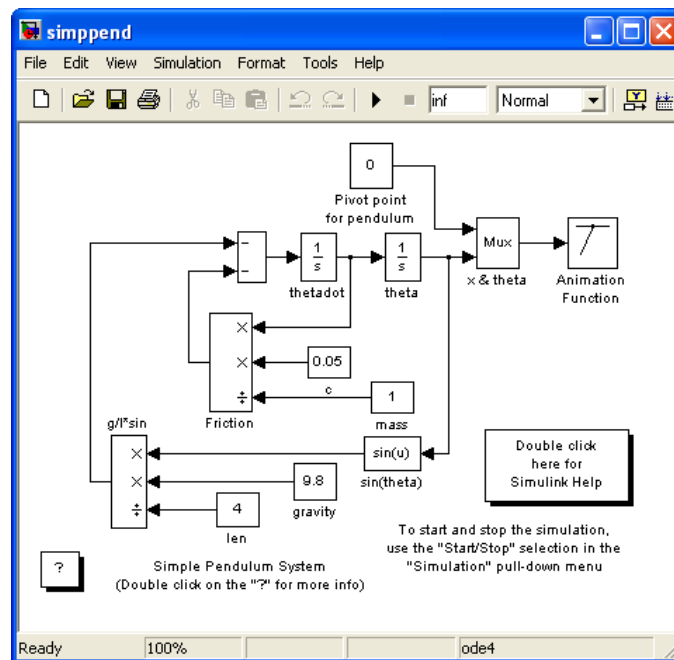 simppend
File Edit View Simulation Format Tools Help
inf Normal
0
Pivot point
for pendulum
1
s
thetadot
1
s
theta
Mux
x & theta
Animation
Function
0.05
c
1
mass
Friction
g/l*sin
sin(u)
sin(theta)
9.8
gravity
4
len
Double click
here for
Simulink Help
To start and stop the simulation,
use the "Start/Stop" selection in the
"Simulation" pull-down menu
?
Simple Pendulum System
(Double click on the "?" for more info)
Ready 100% ode4